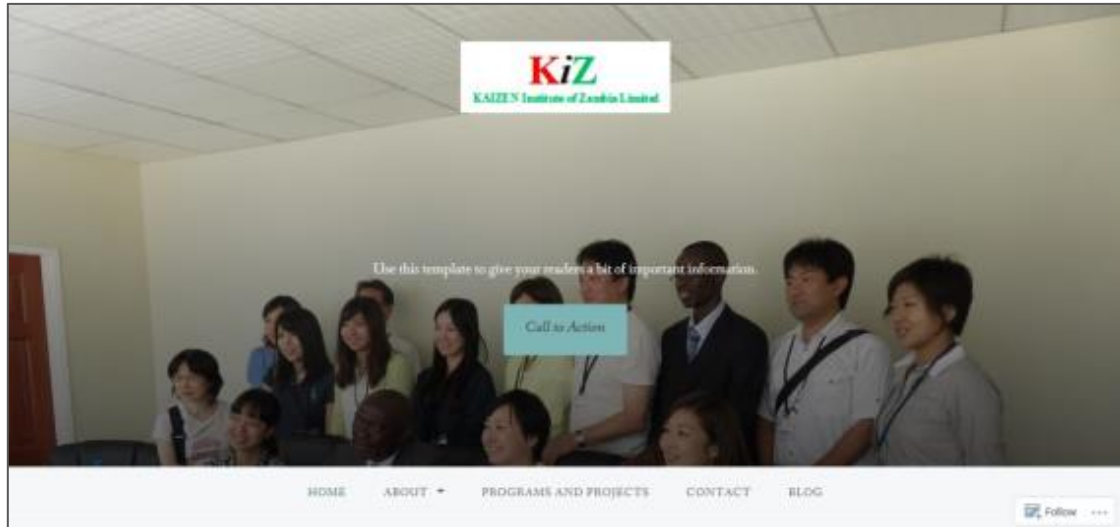 KiZ
KAIZEN Institute of Zambia Limited
Use this template to give your readers a bit of important information.
Call to Action
HOME ABOUT PROGRAMS AND PROJECTS CONTACT BLOG
Follow